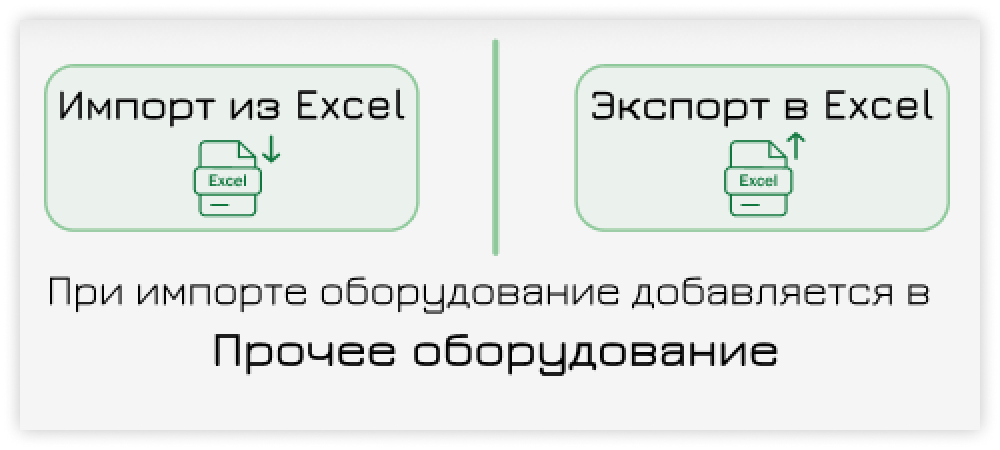 Импорт из Excel
Excel
Экспорт в Excel
Excel
При импорте оборудование добавляется в
Прочее оборудование